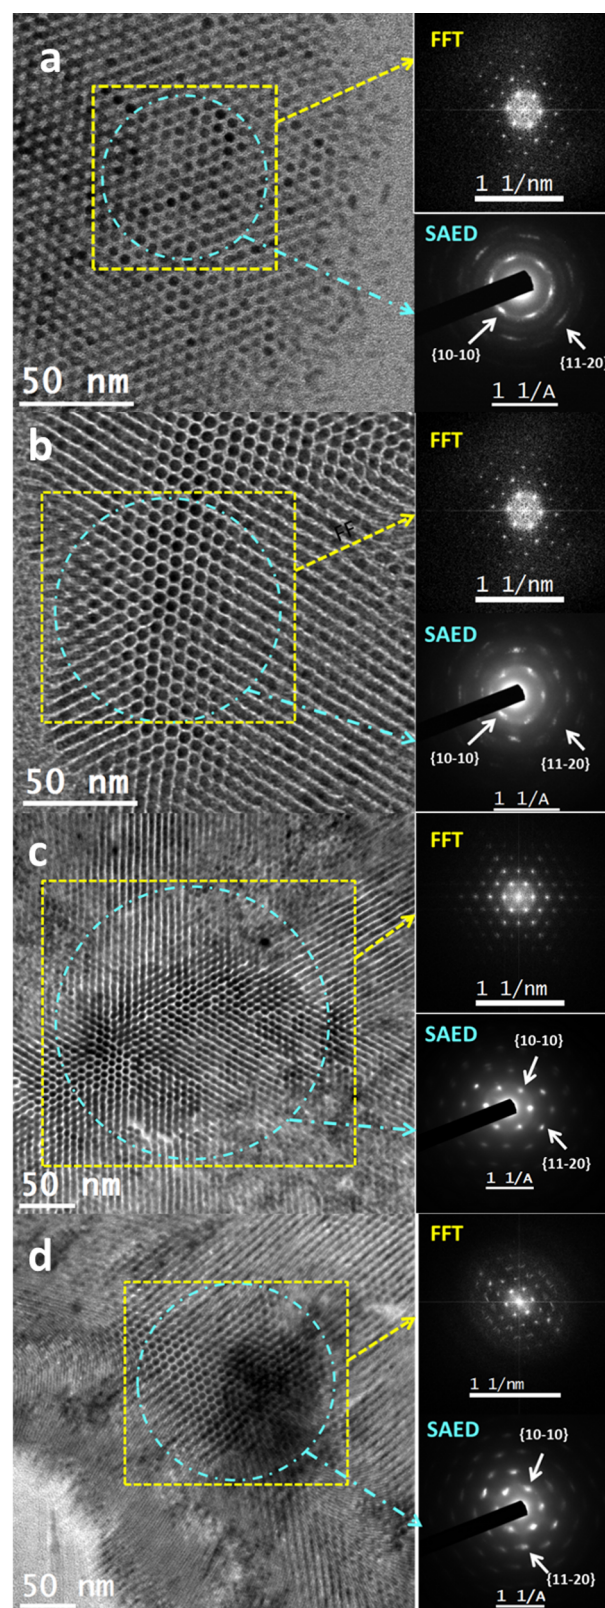 a
FFT
1 1/nm
SAED
{10-10}
{11-20}
1 1/A
50 nm
b
FF
FFT
1 1/nm
SAED
{10-10}
{11-20}
1 1/A
50 nm
c
FFT
1 1/nm
SAED
{10-10}
{11-20}
1 1/A
50 nm
d
FFT
1 1/nm
SAED
{10-10}
{11-20}
1 1/A
50 nm